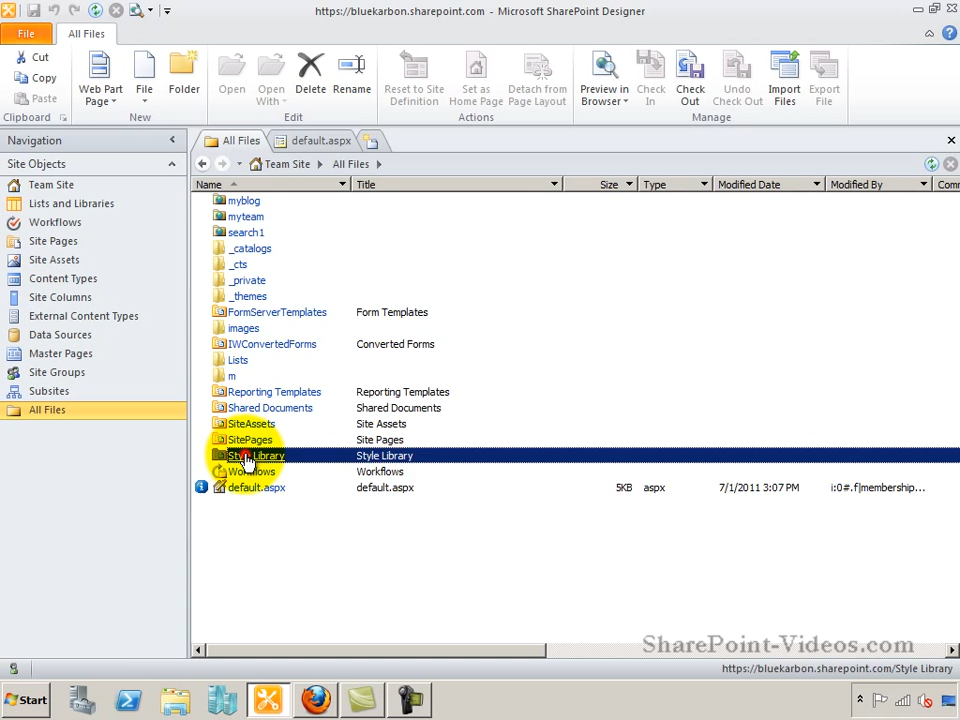 https://bluekarbon.sharepoint.com - Microsoft SharePoint Designer
File
All Files
Cut
Copy
Paste
Clipboard
Web Part
Page
File
Folder
New
Open
Open
With
Delete
Rename
Edit
Reset to Site
Definition
Set as
Home Page
Detach from
Page Layout
Actions
Preview in
Browser
Check
In
Check
Out
Undo
Check Out
Import
Files
Export
File
Manage
Navigation
Site Objects
Team Site
Lists and Libraries
Workflows
Site Pages
Site Assets
Content Types
Site Columns
External Content Types
Data Sources
Master Pages
Site Groups
Subsites
All Files
All Files
default.aspx
Team Site
All Files
Name
Title
Size
Type
Modified Date
Modified By
Comr
myblog
myteam
search1
_catalogs
_cts
_private
_themes
FormServerTemplates Form Templates
images
IWConvertedForms Converted Forms
Lists
m
Reporting Templates Reporting Templates
Shared Documents Shared Documents
SiteAssets Site Assets
SitePages Site Pages
Style Library Style Library
Workflows Workflows
default.aspx default.aspx 5KB aspx 7/1/2011 3:07 PM i:0#.f|membership...
SharePoint-Videos.com
https://bluekarbon.sharepoint.com/Style Library
Start